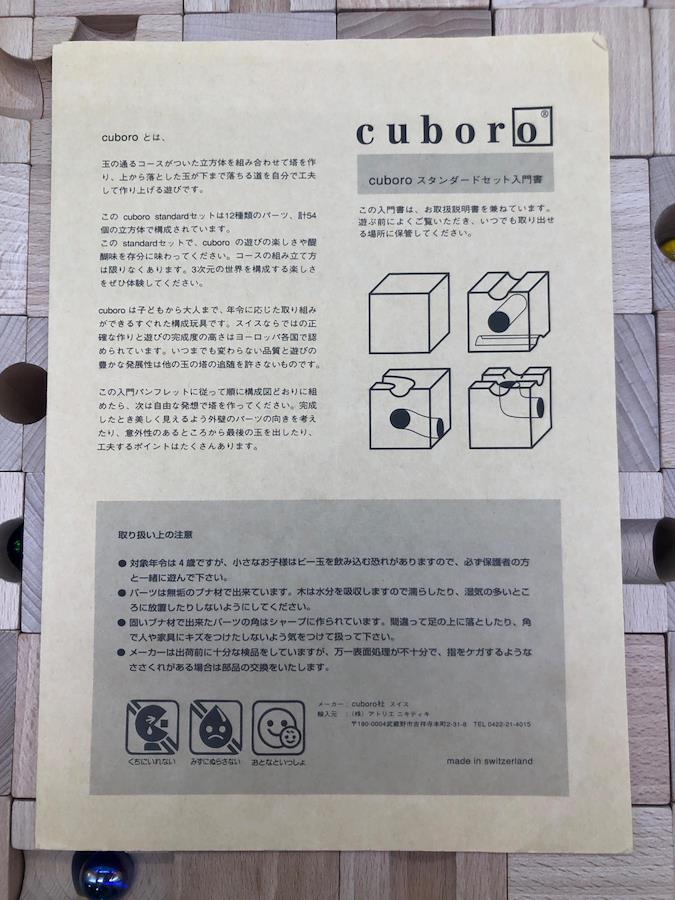 cuboro とは、
玉の通るコースがついた立方体を組み合わせて塔を作
り、上から落とした玉が下まで落ちる道を自分で工夫
して作り上げる遊びです。
この cuboro standardセットは12種類のパーツ、計54
個の立方体で構成されています。
この standardセットで、cuboro の遊びの楽しさや醍
醐味を存分に味わってください。コースの組み立て方
は限りなくあります。3次元の世界を構成する楽しさ
をぜひ体験してください。
cuboro は子どもから大人まで、年令に応じた取り組み
ができるすぐれた構成玩具です。スイスならではの正
確な作りと遊びの完成度の高さはヨーロッパ各国で認
められています。いつまでも変わらない品質と遊びの
豊かな発展性は他の玉の塔の追随を許さないものです。
この入門パンフレットに従って順に構成図どおりに組
めたら、次は自由な発想で塔を作ってください。完成
したとき美しく見えるよう外壁のパーツの向きを考え
たり、意外性のあるところから最後の玉を出したり、
工夫するポイントはたくさんあります。
cuboro®
cuboro スタンダードセット入門書
この入門書は、お取扱説明書を兼ねています。
遊ぶ前によくご覧いただき、いつでも取り出せ
る場所に保管してください。
取り扱い上の注意
● 対象年令は4歳ですが、小さなお子様はビー玉を飲み込む恐れがありますので、必ず保護者の方
と一緒に遊んで下さい。
● パーツは無垢のブナ材で出来ています。木は水分を吸収しますので濡らしたり、湿気の多いとこ
ろに放置したりしないようにしてください。
● 固いブナ材で出来たパーツの角はシャープに作られています。間違って足の上に落としたり、角
で人や家具にキズをつけたしないよう気をつけて扱って下さい。
● メーカーは出荷前に十分な検品をしていますが、万一表面処理が不十分で、指をケガするような
ささくれがある場合は部品の交換をいたします。
くちにいれない
みずにぬらさない
おとなといっしょ
メーカー：cuboro社 スイス
輸入元 ：（株）アトリエ ニキティキ
〒180-0004武蔵野市吉祥寺本町2-31-8 TEL 0422-21-4015
made in switzerland